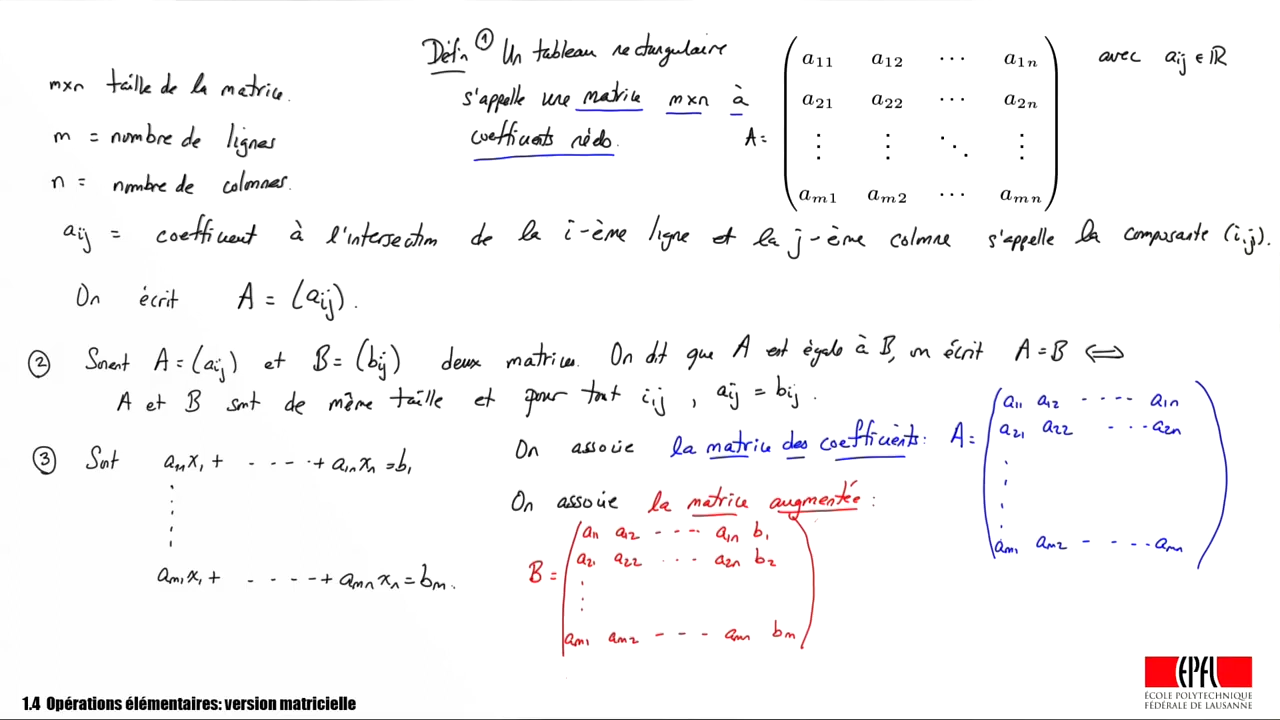 Défn ① Un tableau rectangulaire
s'appelle une matrice mxn à
coefficients réels.
A = ( a11 a12 ⋯ a1n
a21 a22 ⋯ a2n
⋮ ⋮ ⋱ ⋮
am1 am2 ⋯ amn )
avec aij ∈ ℝ
mxn taille de la matrice.
m = nombre de lignes
n = nombre de colonnes.
aij = coefficient à l'intersection de la i-ème ligne et la j-ème colonne s'appelle la composante (i,j).
On écrit A = (aij).
② Soient A = (aij) et B = (bij) deux matrices. On dit que A est égale à B, on écrit A = B ⟺
A et B sont de même taille et pour tout i,j , aij = bij.
③ Soit a11x1 + ····· + a1nxn = b1
⋮
am1x1 + ····· + amnxn = bm.
On associe la matrice des coefficients: A = ( a11 a12 ···· a1n
a21 a22 ··· a2n
⋮
am1 am2 - ··· amn )
On associe la matrice augmentée :
B = ( a11 a12 ---- a1n b1
a21 a22 ··· a2n b2
⋮
am1 am2 --- amn bm )
1.4 Opérations élémentaires: version matricielle
EPFL
ÉCOLE POLYTECHNIQUE
FÉDÉRALE DE LAUSANNE